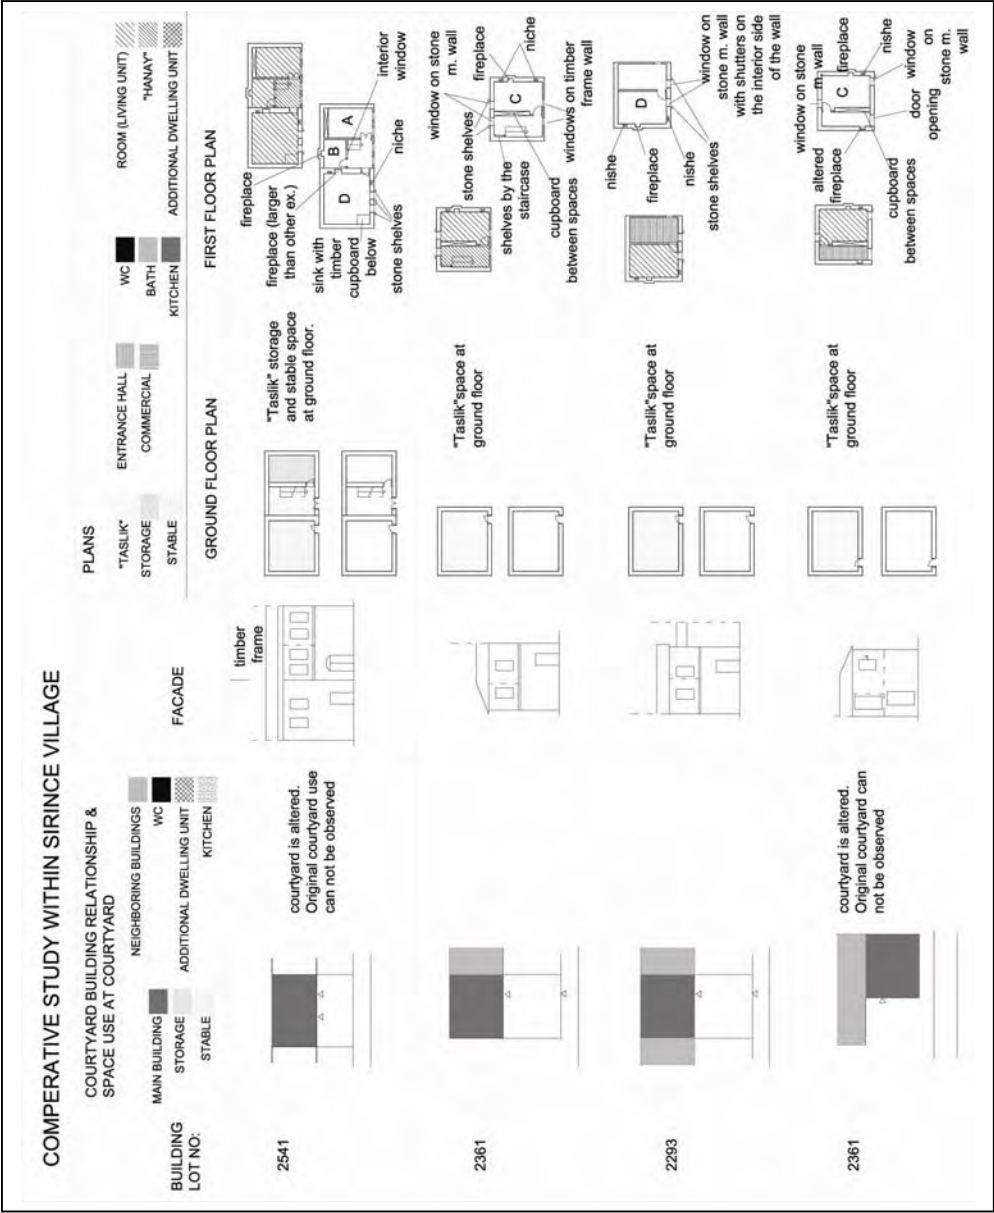 COMPERATIVE STUDY WITHIN SIRINCE VILLAGE
COURTYARD BUILDING RELATIONSHIP &
SPACE USE AT COURTYARD
NEIGHBORING BUILDINGS
MAIN BUILDING
WC
STORAGE
ADDITIONAL DWELLING UNIT
STABLE
KITCHEN
PLANS
"TASLIK"
ENTRANCE HALL
WC
ROOM (LIVING UNIT)
STORAGE
COMMERCIAL
BATH
"HANAY"
STABLE
KITCHEN
ADDITIONAL DWELLING UNIT
BUILDING
LOT NO:
FACADE
GROUND FLOOR PLAN
FIRST FLOOR PLAN
2541
courtyard is altered.
Original courtyard use
can not be observed
timber
frame
"Taslik" storage
and stable space
at ground floor.
fireplace
fireplace (larger
than other ex.)
sink with
timber
cupboard
below
stone shelves
D
B
A
niche
interior
window
2361
"Taslik"space at
ground floor
window on stone
m. wall
stone shelves
fireplace
niche
C
shelves by the
staircase
cupboard
between spaces
windows on timber
frame wall
2293
"Taslik"space at
ground floor
nishe
fireplace
nishe
D
stone shelves
window on
stone m. wall
with shutters on
the interior side
of the wall
2361
courtyard is altered.
Original courtyard can
not be observed
"Taslik"space at
ground floor
window on stone
m. wall
altered
fireplace
fireplace
C
nishe
cupboard
between spaces
door
opening
window
on
stone m.
wall